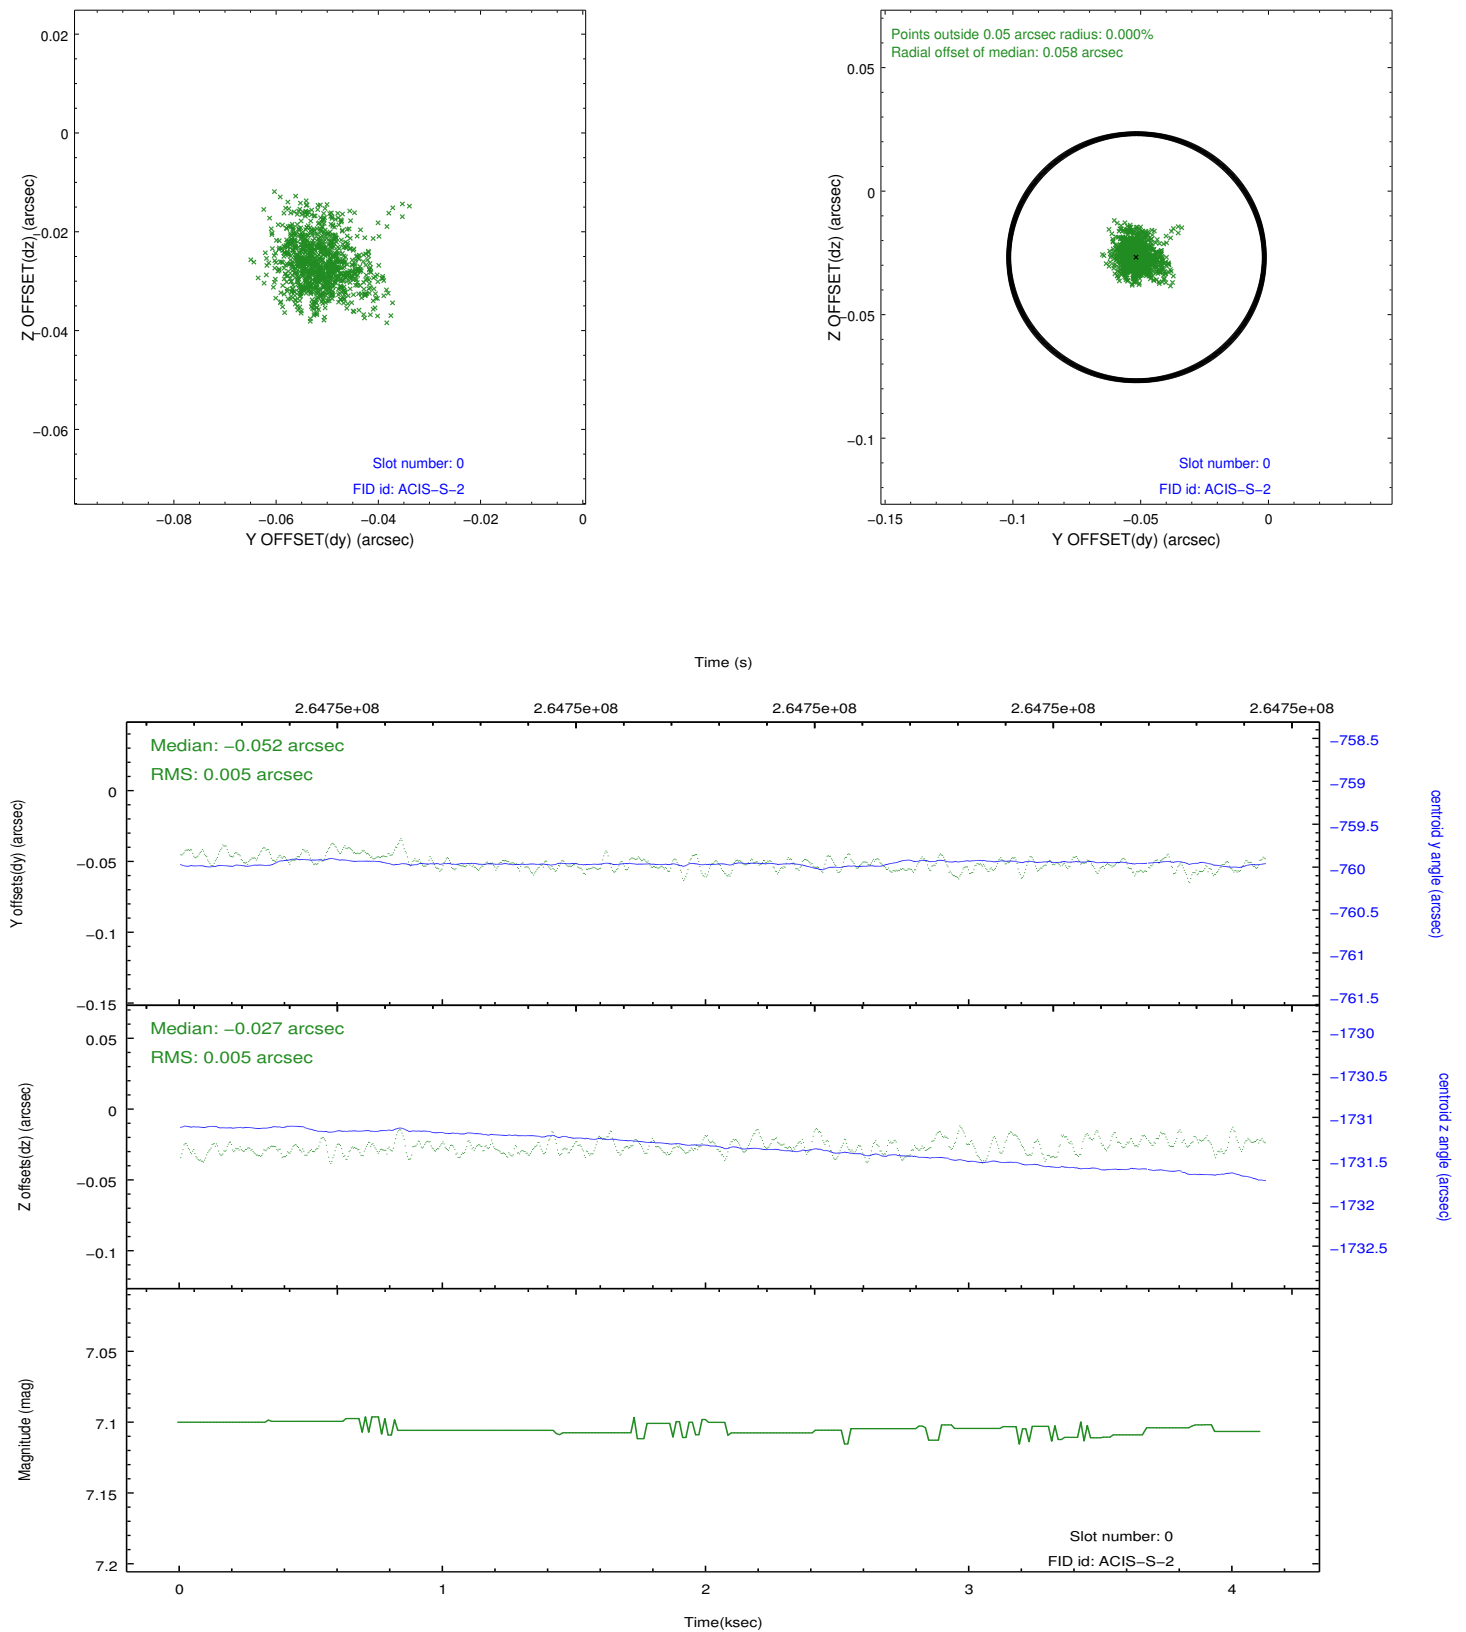 0.02
0
−0.02
−0.04
−0.06
Z OFFSET(dz) (arcsec)
Slot number: 0
FID id: ACIS−S−2
−0.08
−0.06
−0.04
−0.02
0
Y OFFSET(dy) (arcsec)
Points outside 0.05 arcsec radius: 0.000%
Radial offset of median: 0.058 arcsec
0.05
0
−0.05
−0.1
Z OFFSET(dz) (arcsec)
Slot number: 0
FID id: ACIS−S−2
−0.15
−0.1
−0.05
0
Y OFFSET(dy) (arcsec)
Time (s)
2.6475e+08
2.6475e+08
2.6475e+08
2.6475e+08
2.6475e+08
Median: −0.052 arcsec
RMS: 0.005 arcsec
0
−0.05
−0.1
−0.15
Y offsets(dy) (arcsec)
−758.5
−759
−759.5
−760
−760.5
−761
−761.5
centroid y angle (arcsec)
Median: −0.027 arcsec
RMS: 0.005 arcsec
0.05
0
−0.05
−0.1
Z offsets(dz) (arcsec)
−1730
−1730.5
−1731
−1731.5
−1732
−1732.5
centroid z angle (arcsec)
7.05
7.1
7.15
7.2
Magnitude (mag)
Slot number: 0
FID id: ACIS−S−2
0
1
2
3
4
Time(ksec)